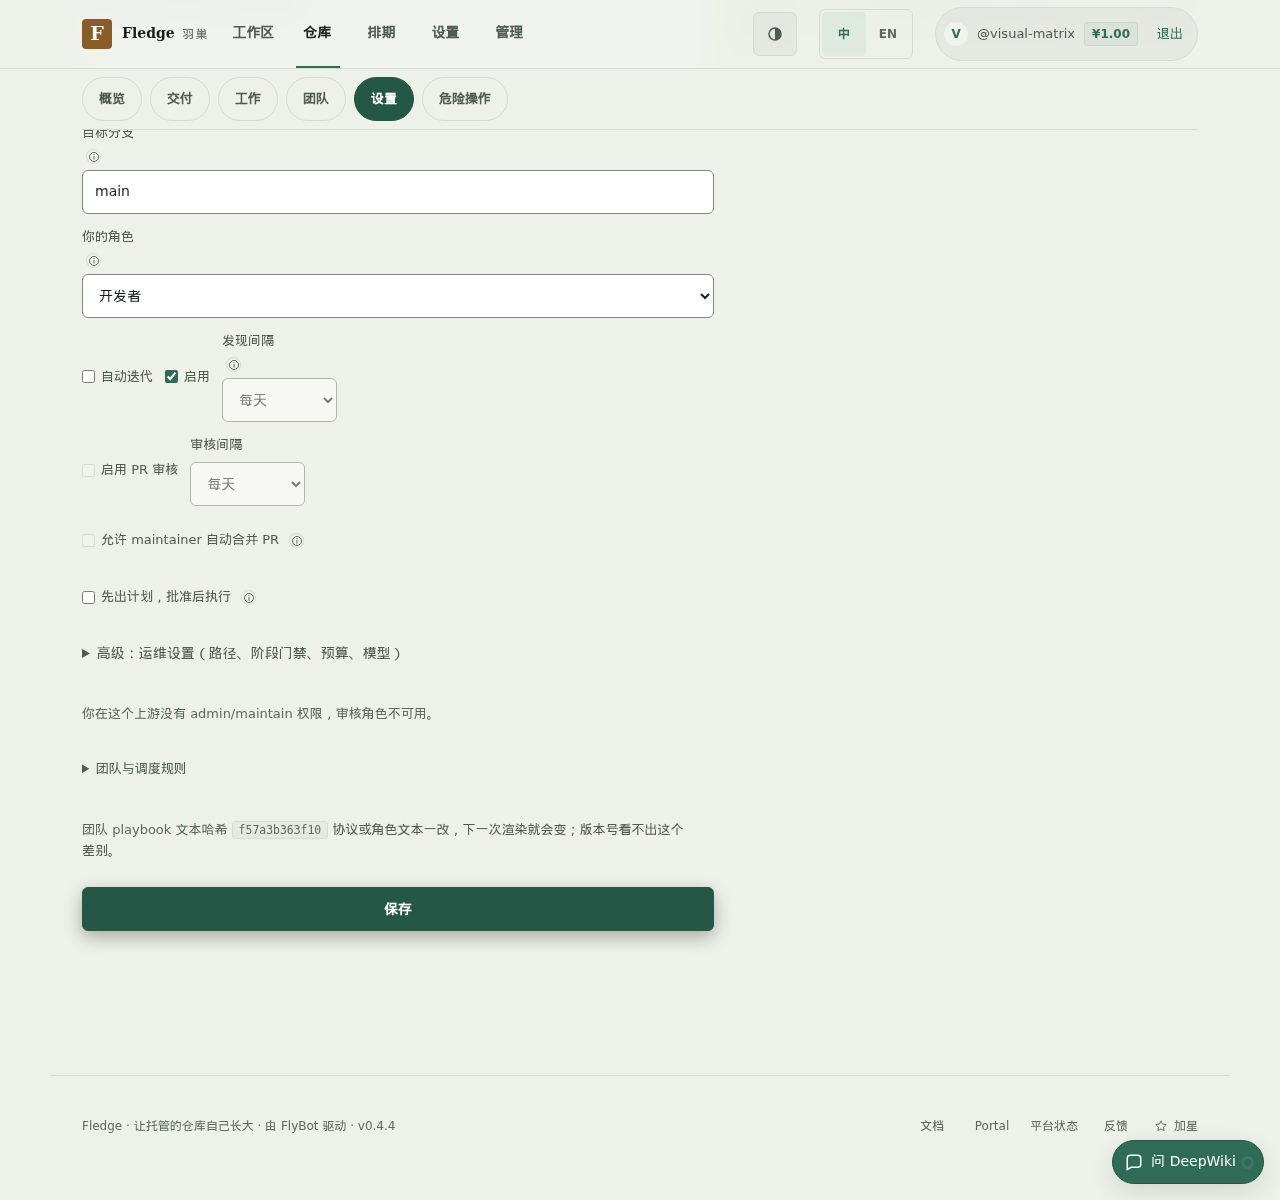 F Fledge 羽巢 工作区 仓库 排期 设置 管理 中 EN V @visual-matrix ¥1.00 退出
概览 交付 工作 团队 设置 危险操作
目标分支
main
你的角色
开发者
发现间隔
自动迭代 启用
每天
审核间隔
启用 PR 审核
每天
允许 maintainer 自动合并 PR
先出计划，批准后执行
高级：运维设置（路径、阶段门禁、预算、模型）
你在这个上游没有 admin/maintain 权限，审核角色不可用。
团队与调度规则
团队 playbook 文本哈希 f57a3b363f10 协议或角色文本一改，下一次渲染就会变；版本号看不出这个
差别。
保存
Fledge · 让托管的仓库自己长大 · 由 FlyBot 驱动 · v0.4.4 文档 Portal 平台状态 反馈 加星
问 DeepWiki